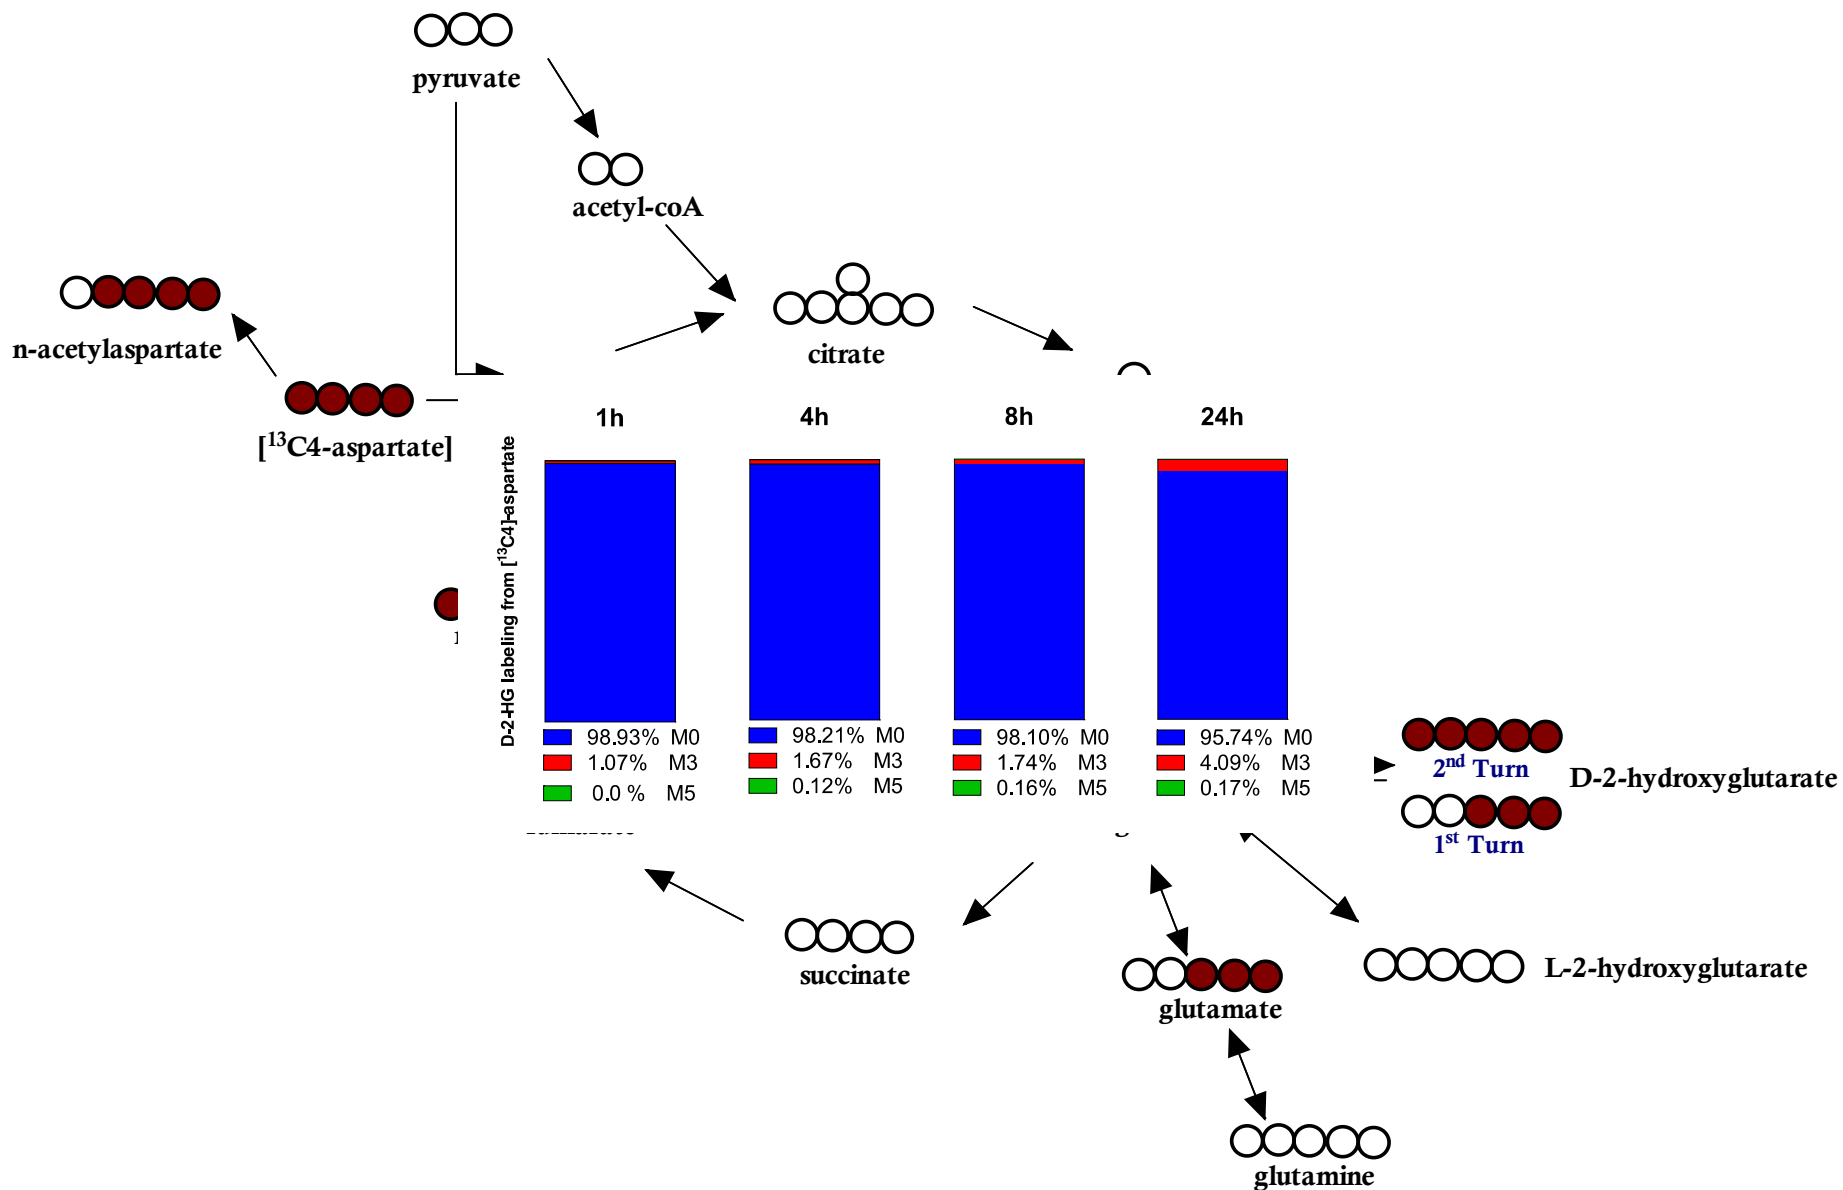 pyruvate
acetyl-coA
n-acetylaspartate
citrate
[¹³C4-aspartate]
1h 4h 8h 24h
D-2-HG labeling from [¹³C4]-aspartate
98.93% M0
1.07% M3
0.0 % M5
98.21% M0
1.67% M3
0.12% M5
98.10% M0
1.74% M3
0.16% M5
95.74% M0
4.09% M3
0.17% M5
2nd Turn
D-2-hydroxyglutarate
1st Turn
succinate
glutamate
L-2-hydroxyglutarate
glutamine